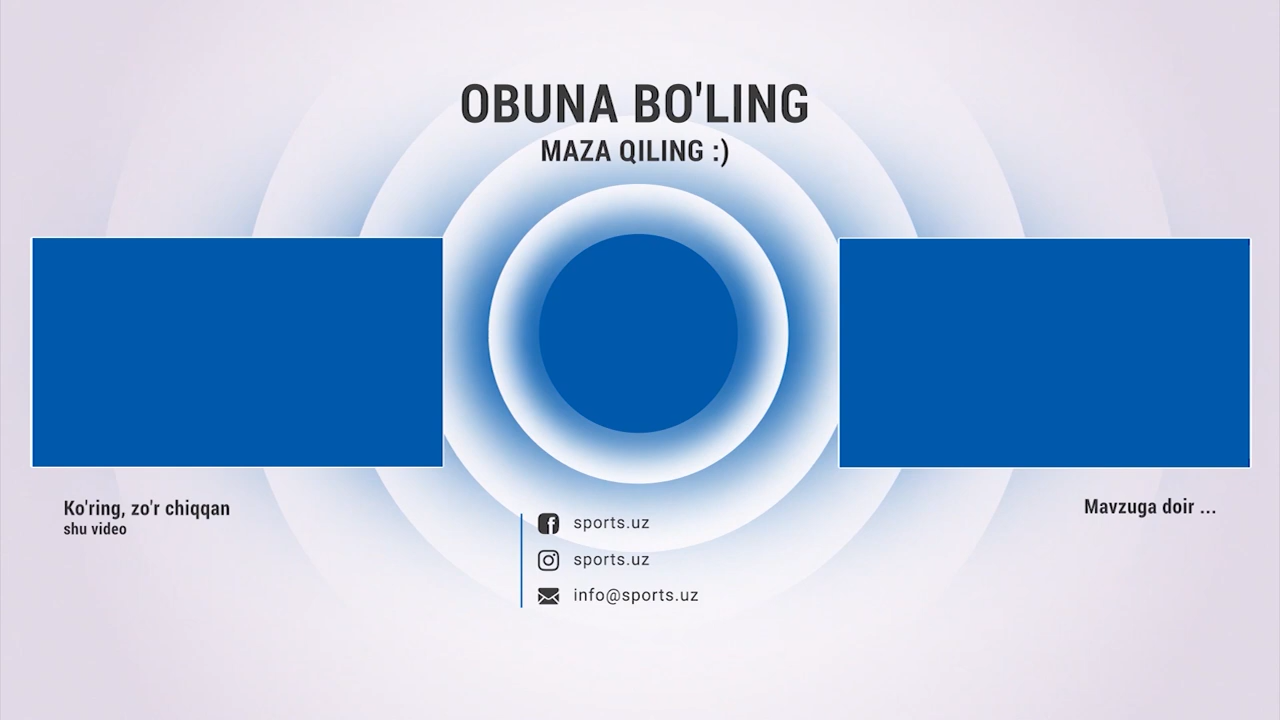 OBUNA BO'LING
MAZA QILING :)
Ko'ring, zo'r chiqqan
shu video
Mavzuga doir ...
sports.uz
sports.uz
info@sports.uz